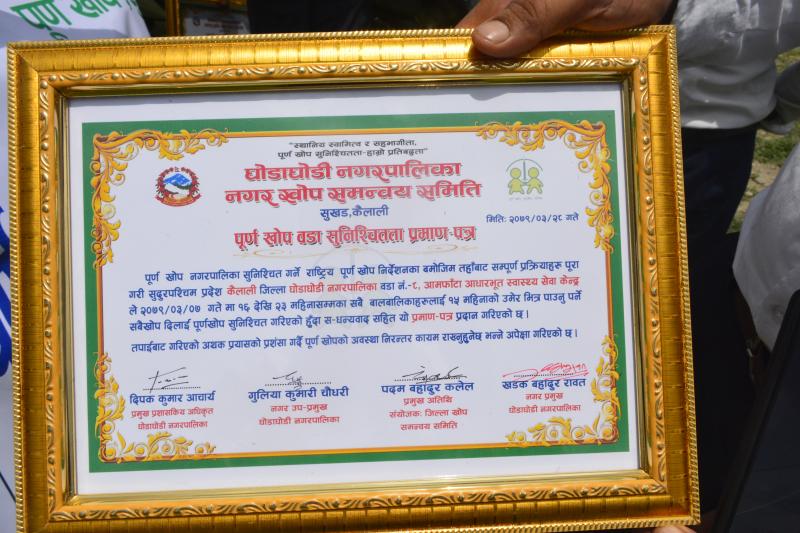 पूर्ण खोप
"स्थानिय स्वामित्व र सहभागीता,
पूर्ण खोप सुनिश्चितता-हाम्रो प्रतिबद्धता"
घोडाघोडी नगरपालिका
नगर खोप समन्वय समिति
सुखड, कैलाली
मितिः २०७९/०३/२८ गते
पूर्ण खोप वडा सुनिश्चितता प्रमाण-पत्र
पूर्ण खोप नगरपालिका सुनिश्चित गर्ने राष्ट्रिय पूर्ण खोप निर्देशनका बमोजिम तहाँबाट सम्पूर्ण प्रक्रियाहरू पूरा
गरी सुदुरपश्चिम प्रदेश कैलाली जिल्ला घोडाघोडी नगरपालिका वडा नं.-८, आमफाँटा आधारभूत स्वास्थ्य सेवा केन्द्र
ले २०७९/०३/०७ गते मा १६ देखि २३ महिनासम्मका सबै बालबालिकाहरुलाई १५ महिनाको उमेर भित्र पाउनु पर्ने
सबैखोप दिलाई पूर्णखोप सुनिश्चित गरिएको हुँदा स-धन्यवाद सहित यो प्रमाण-पत्र प्रदान गरिएको छ।
तपाईबाट गरिएको अथक प्रयासको प्रशंसा गर्दै पूर्ण खोपको अवस्था निरन्तर कायम राख्नुहुनेछ भन्ने अपेक्षा गरिएको छ।
दिपक कुमार आचार्य
प्रमुख प्रशासकिय अधिकृत
घोडाघोडी नगरपालिका
गुलिया कुमारी चौधरी
नगर उप-प्रमुख
घोडाघोडी नगरपालिका
पदम बहादुर कलेल
प्रमुख अतिथि
संयोजकः जिल्ला खोप
समन्वय समिति
खडक बहादुर रावत
नगर प्रमुख
घोडाघोडी नगरपालिका